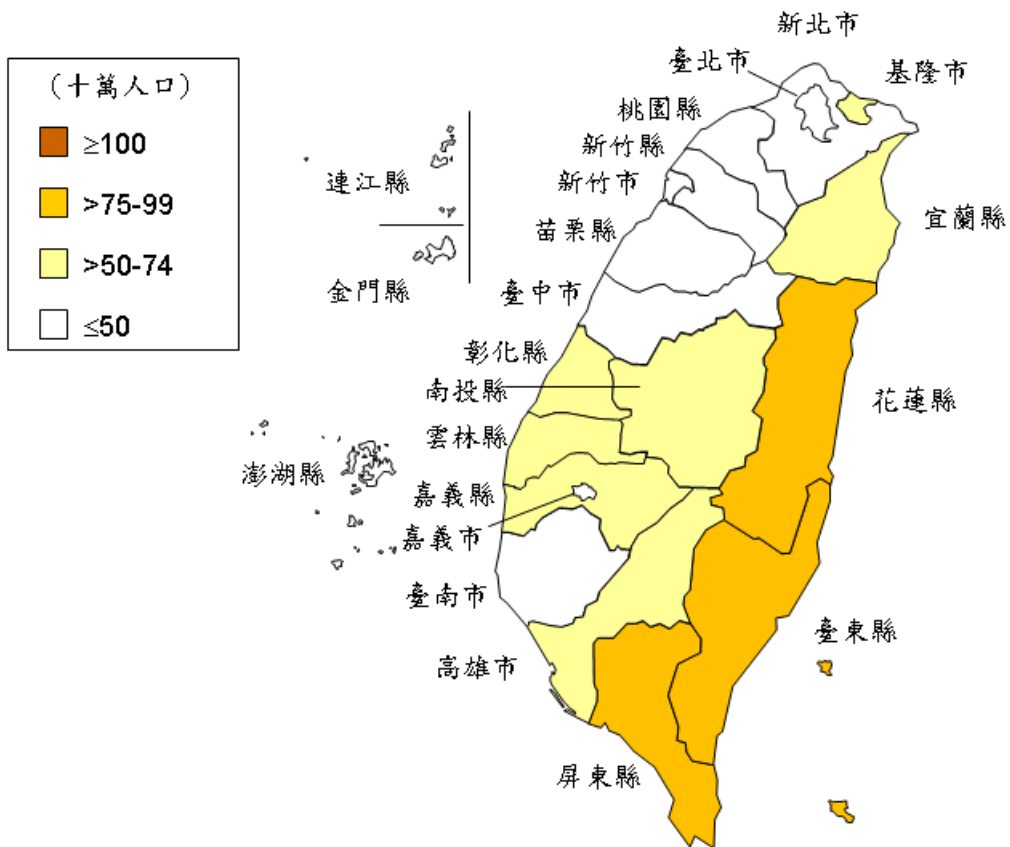 (十萬人口)
≥100
>75-99
>50-74
≤50
新北市
臺北市
基隆市
桃園縣
新竹縣
新竹市
連江縣
苗栗縣
宜蘭縣
金門縣
臺中市
彰化縣
南投縣
花蓮縣
雲林縣
澎湖縣
嘉義縣
嘉義市
臺南市
臺東縣
高雄市
屏東縣